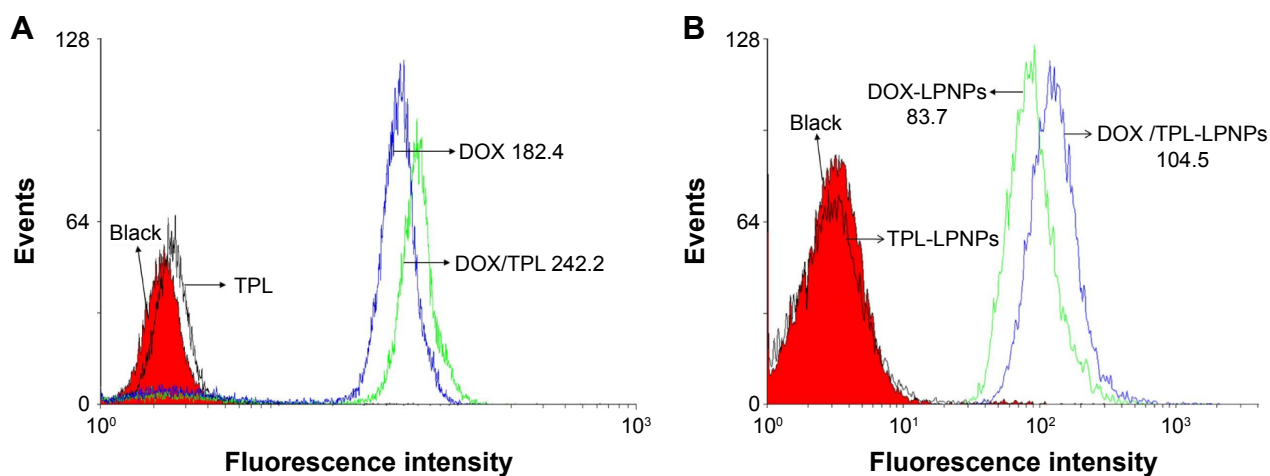 A
128
64
0
Events
Black
TPL
DOX 182.4
DOX/TPL 242.2
10⁰
10³
Fluorescence intensity
B
128
64
0
Events
Black
DOX-LPNPs
83.7
DOX /TPL-LPNPs
104.5
TPL-LPNPs
10⁰
10¹
10²
10³
Fluorescence intensity